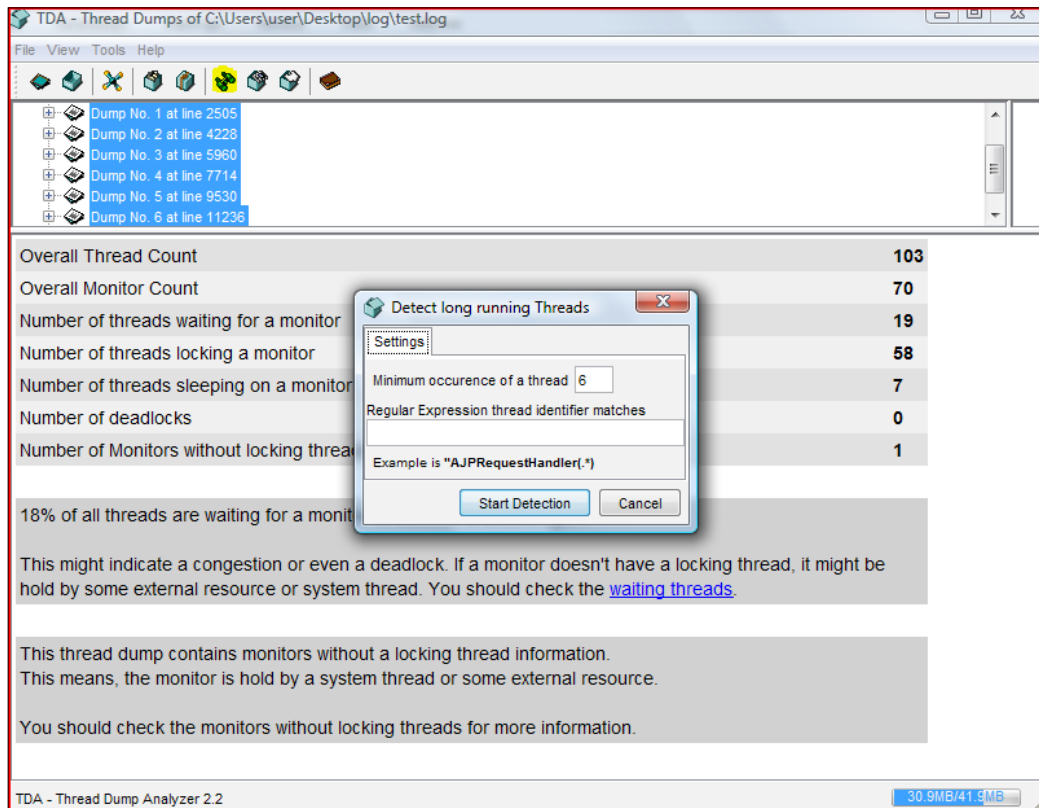 TDA - Thread Dumps of C:\Users\user\Desktop\log\test.log
File View Tools Help
Dump No. 1 at line 2505
Dump No. 2 at line 4228
Dump No. 3 at line 5960
Dump No. 4 at line 7714
Dump No. 5 at line 9530
Dump No. 6 at line 11236
Overall Thread Count 103
Overall Monitor Count 70
Number of threads waiting for a monitor 19
Number of threads locking a monitor 58
Number of threads sleeping on a monitor 7
Number of deadlocks 0
Number of Monitors without locking 1
Detect long running Threads
Settings
Minimum occurence of a thread 6
Regular Expression thread identifier matches
Example is "AJPRequestHandler(.*)
Start Detection Cancel
18% of all threads are waiting for a
This might indicate a congestion or even a deadlock. If a monitor doesn't have a locking thread, it might be
hold by some external resource or system thread. You should check the waiting threads.
This thread dump contains monitors without a locking thread information.
This means, the monitor is hold by a system thread or some external resource.
You should check the monitors without locking threads for more information.
TDA - Thread Dump Analyzer 2.2 30.9MB/41.9MB